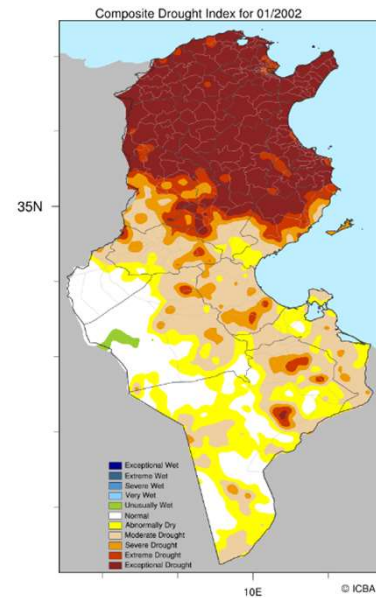 Composite Drought Index for 01/2002
35N
Exceptional Wet
Extreme Wet
Severe Wet
Very Wet
Unusually Wet
Normal
Abnormally Dry
Moderate Drought
Severe Drought
Extreme Drought
Exceptional Drought
10E
© ICBA